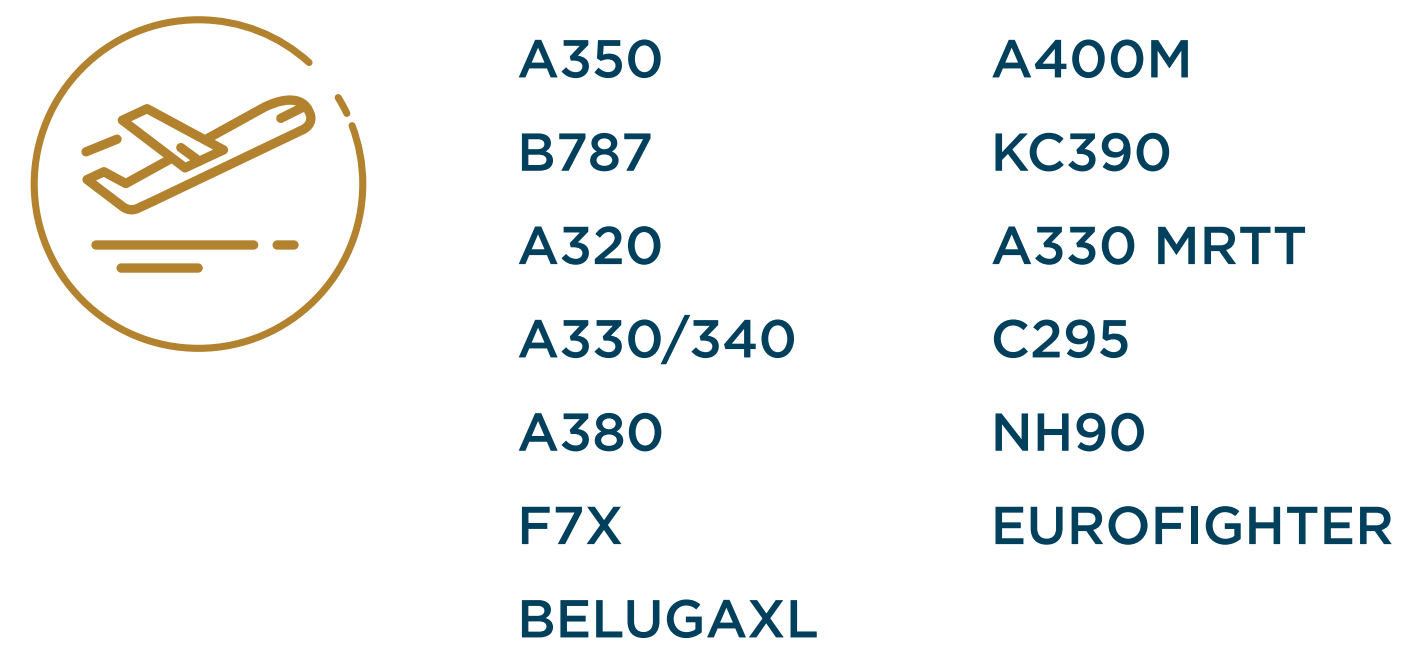 A350
B787
A320
A330/340
A380
F7X
BELUGAXL
A400M
KC390
A330 MRTT
C295
NH90
EUROFIGHTER